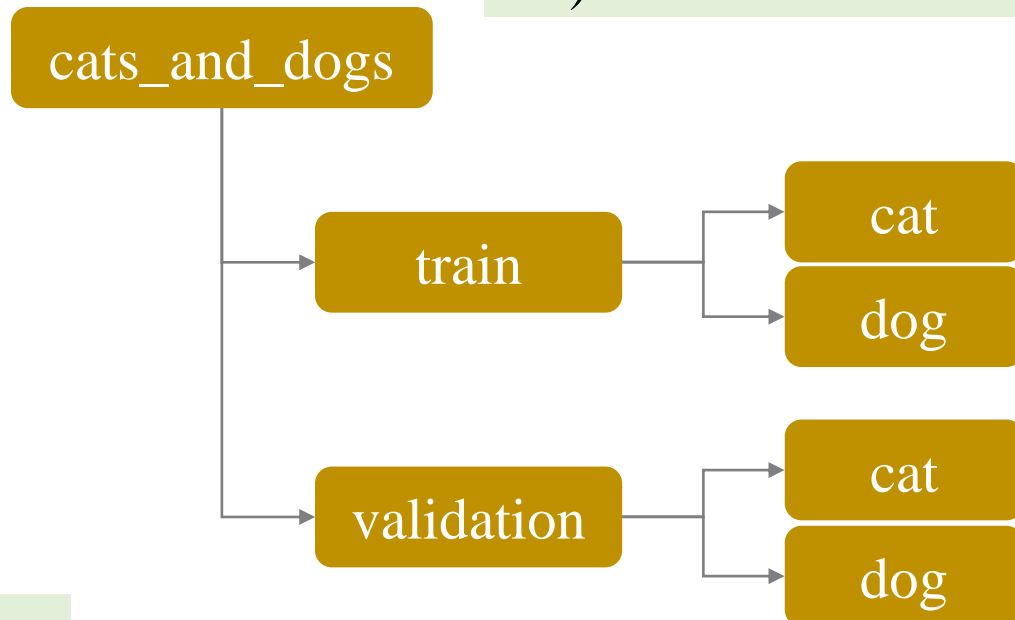 )
cats_and_dogs
train
cat
dog
validation
cat
dog